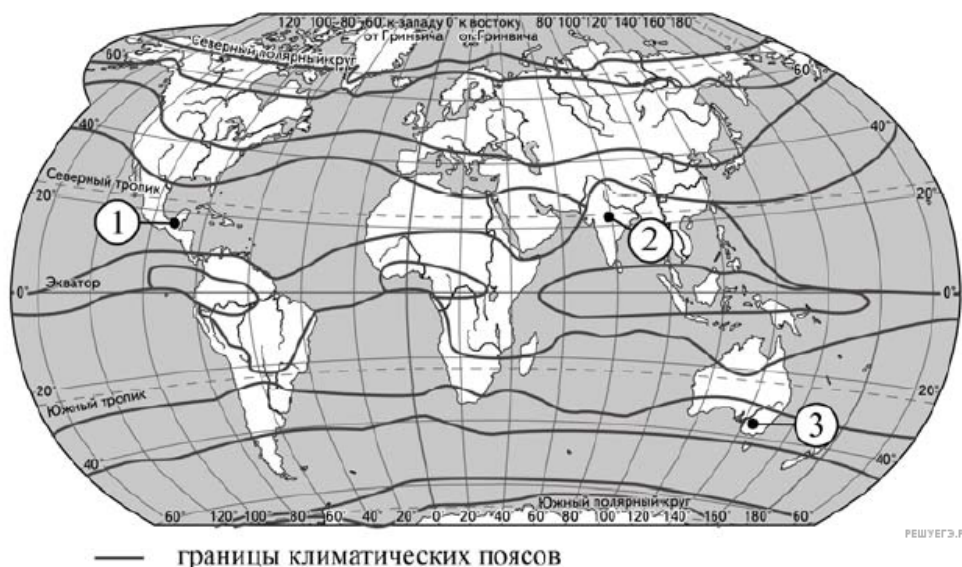 120° 100° 80° 60° к западу 0° к востоку 80° 100° 120° 140° 160° 180°
от Гринвича от Гринвича
Северный полярный круг
60° 60°
40° 40°
Северный тропик
20° 20°
1
2
Экватор
0° 0°
20° 20°
Южный тропик
3
40° 40°
Южный полярный круг
60° 120° 100° 80° 60° 40° 20° 0° 20° 40° 60° 80° 100° 120° 140° 160° 180° 60°
границы климатических поясов